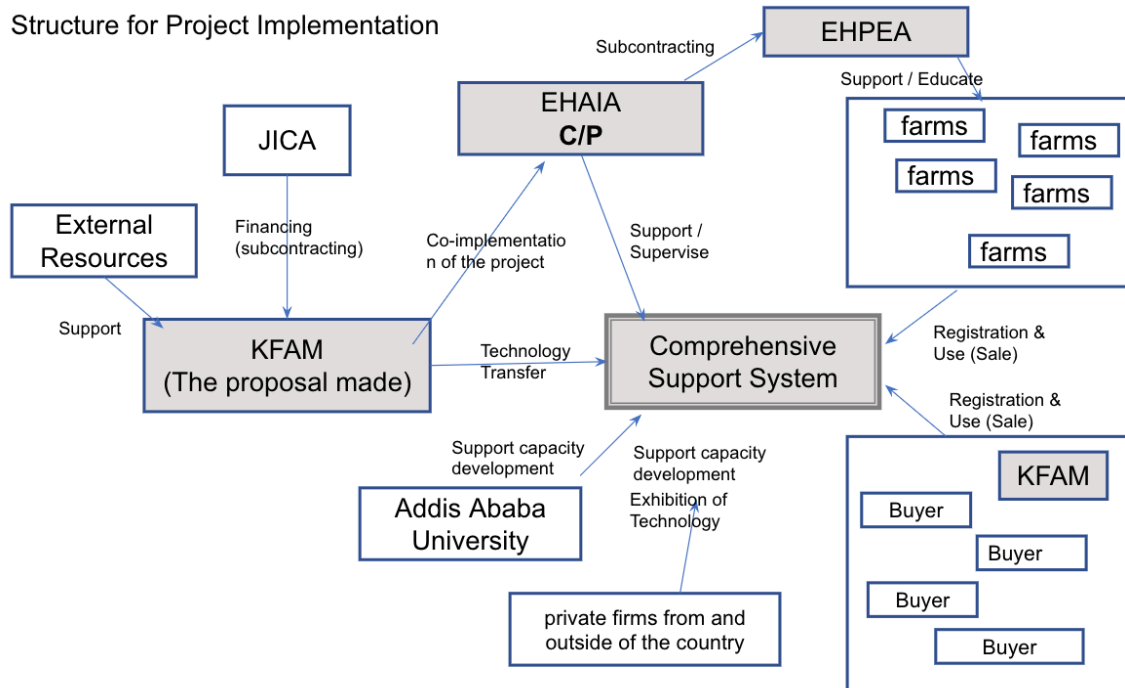 Structure for Project Implementation
EHPEA
Subcontracting
Support / Educate
EHAIA
C/P
JICA
farms
farms
farms
farms
farms
External
Resources
Financing
(subcontracting)
Co-implementatio
n of the project
Support /
Supervise
Support
KFAM
(The proposal made)
Technology
Transfer
Comprehensive
Support System
Registration &
Use (Sale)
Registration &
Use (Sale)
Support capacity
development
Support capacity
development
Exhibition of
Technology
Addis Ababa
University
private firms from and
outside of the country
KFAM
Buyer
Buyer
Buyer
Buyer